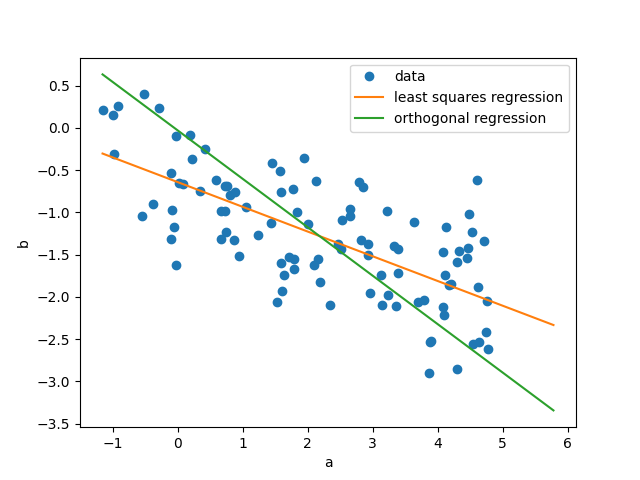 data
least squares regression
orthogonal regression
0.5
0.0
−0.5
−1.0
−1.5
−2.0
−2.5
−3.0
−3.5
b
−1 0 1 2 3 4 5 6
a